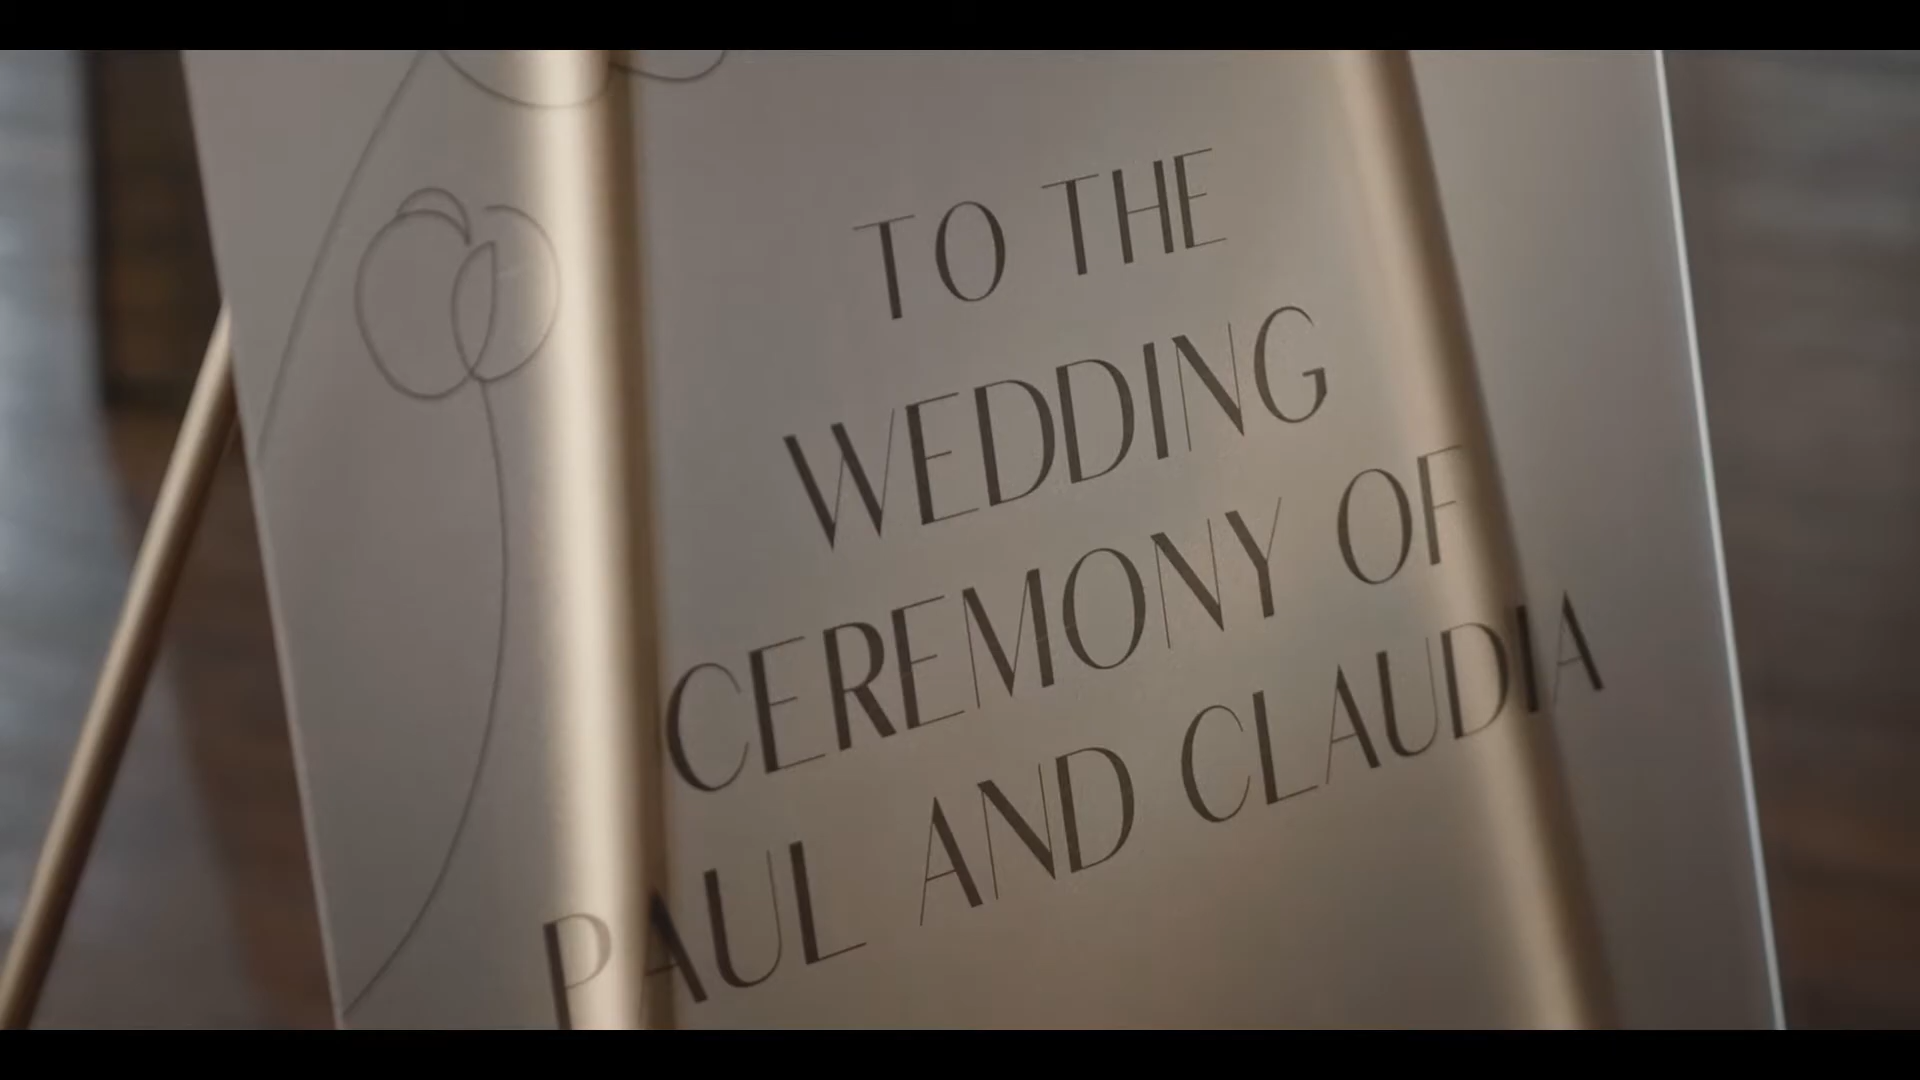 TO THE
WEDDING
CEREMONY OF
PAUL AND CLAUDIA